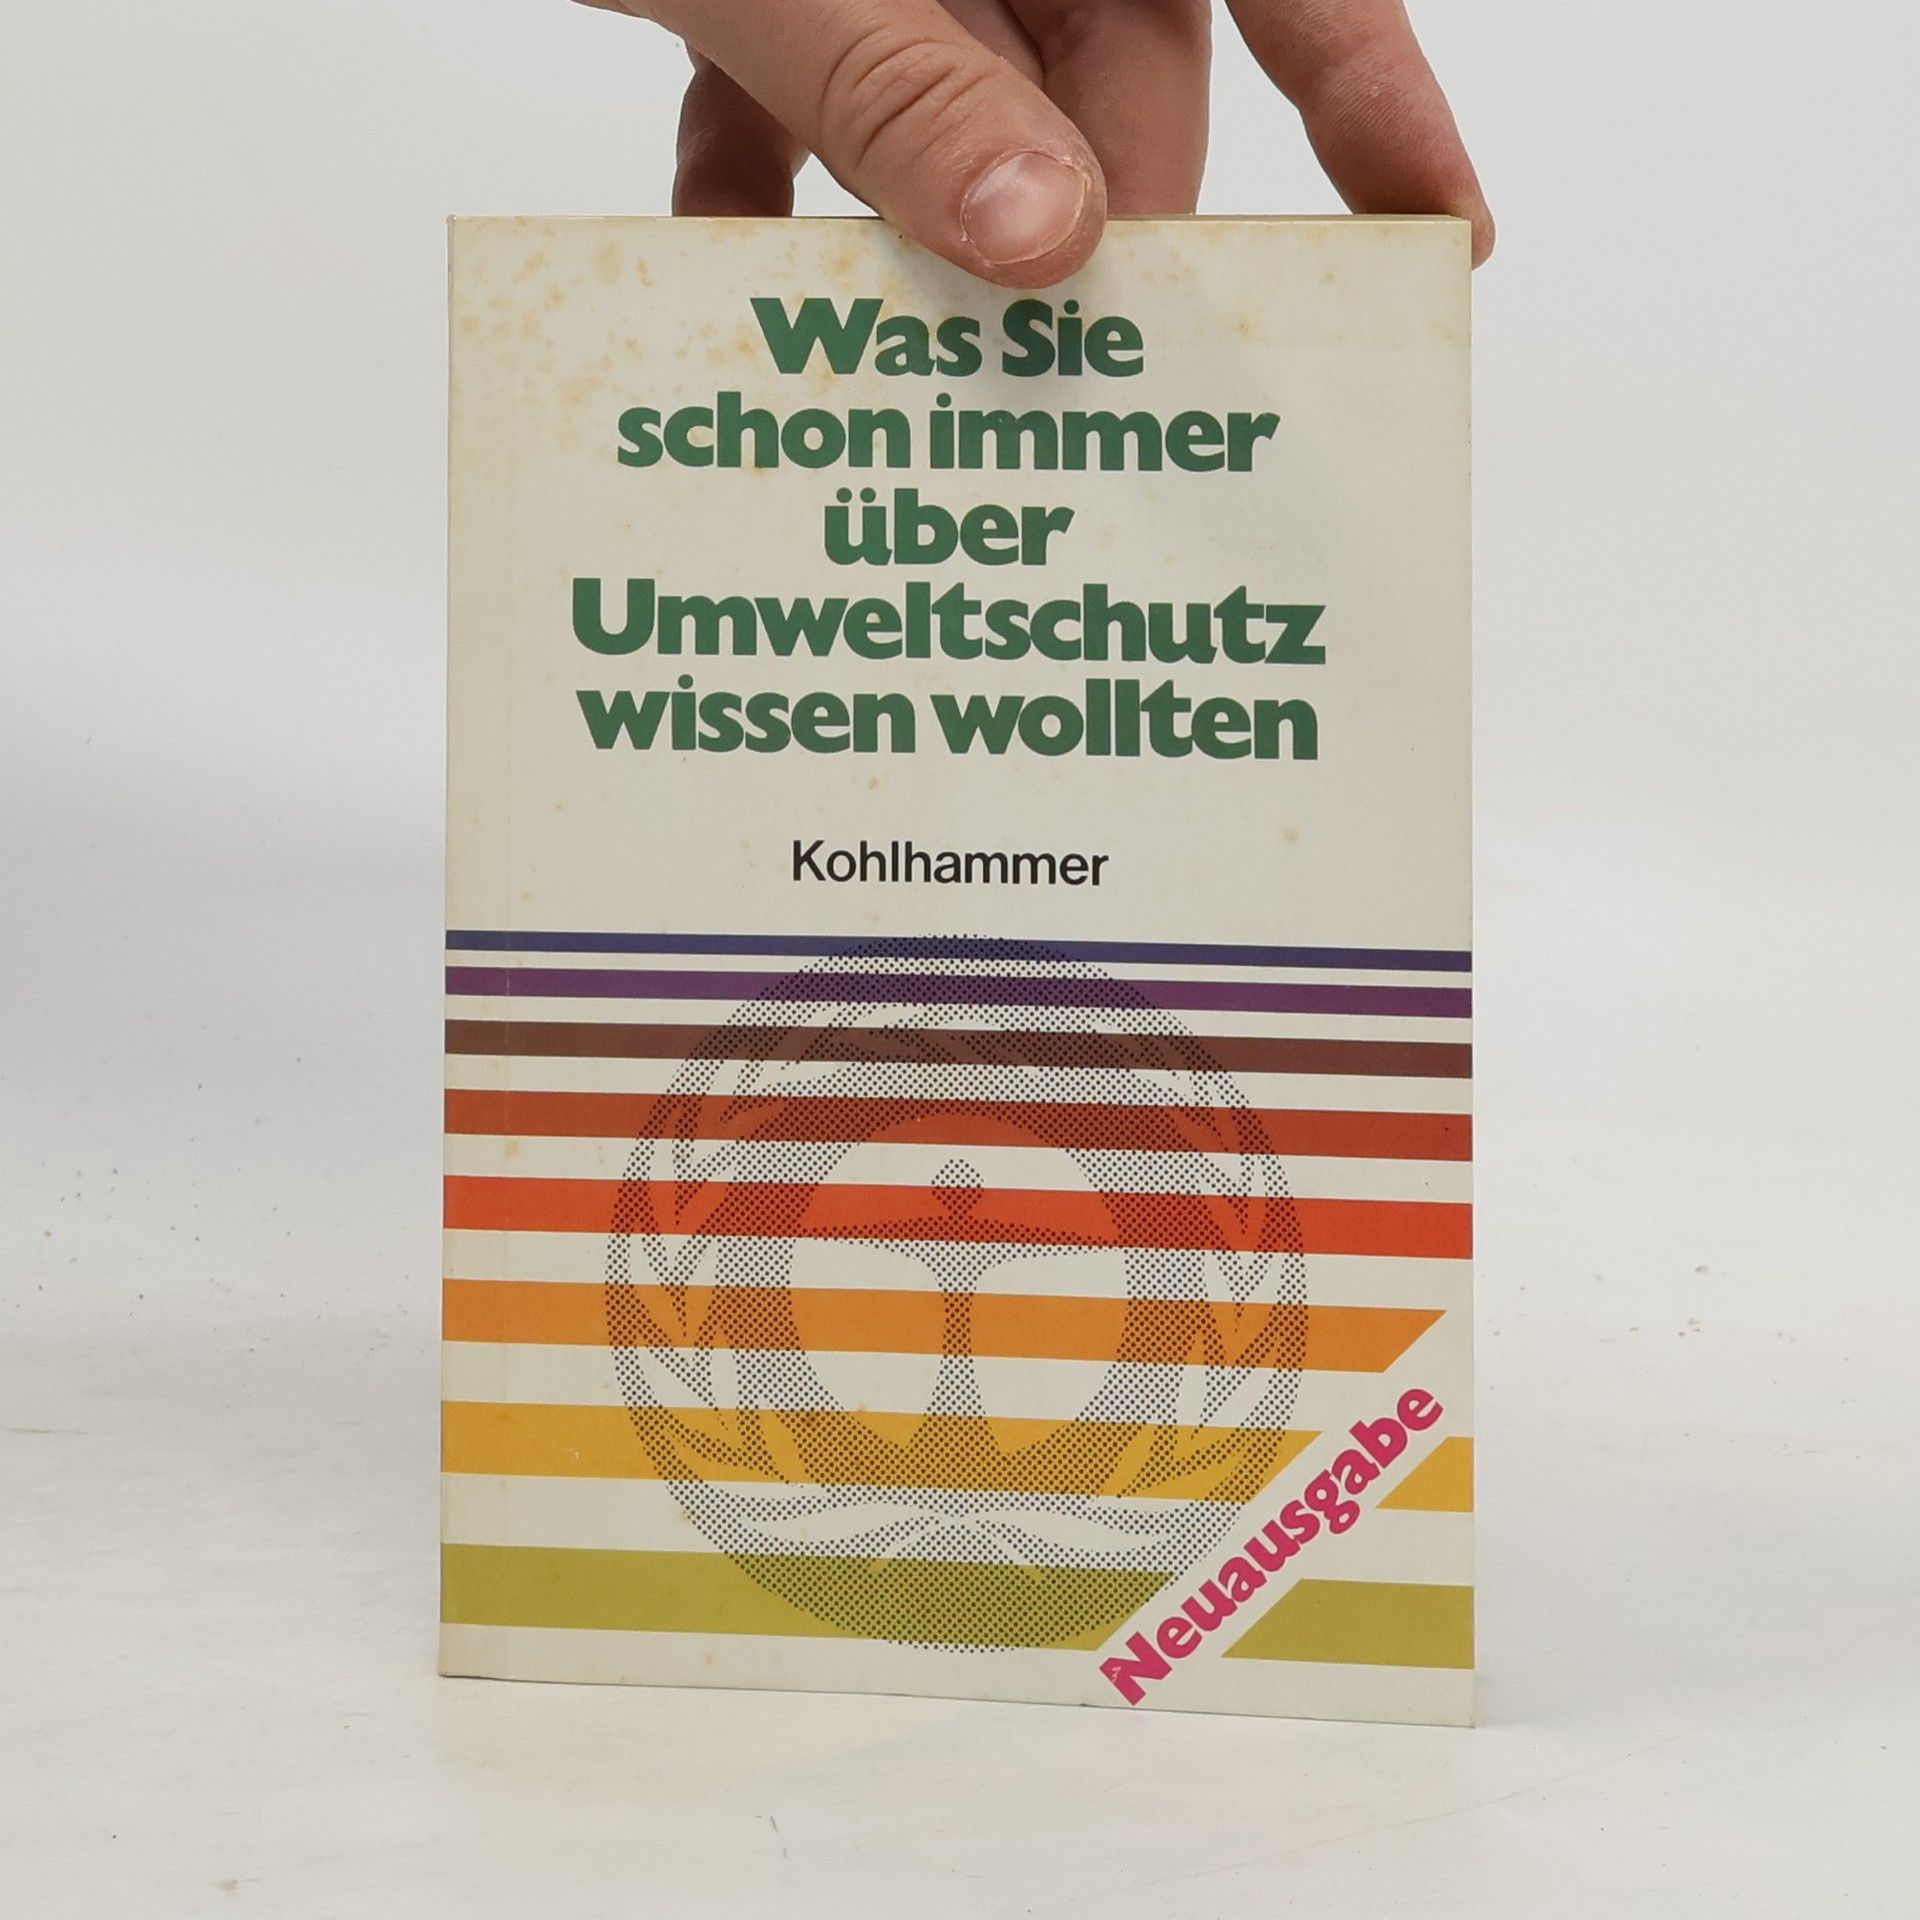 Was Sie
schon immer
über
Umweltschutz
wissen wollten
Kohlhammer
Neuausgabe